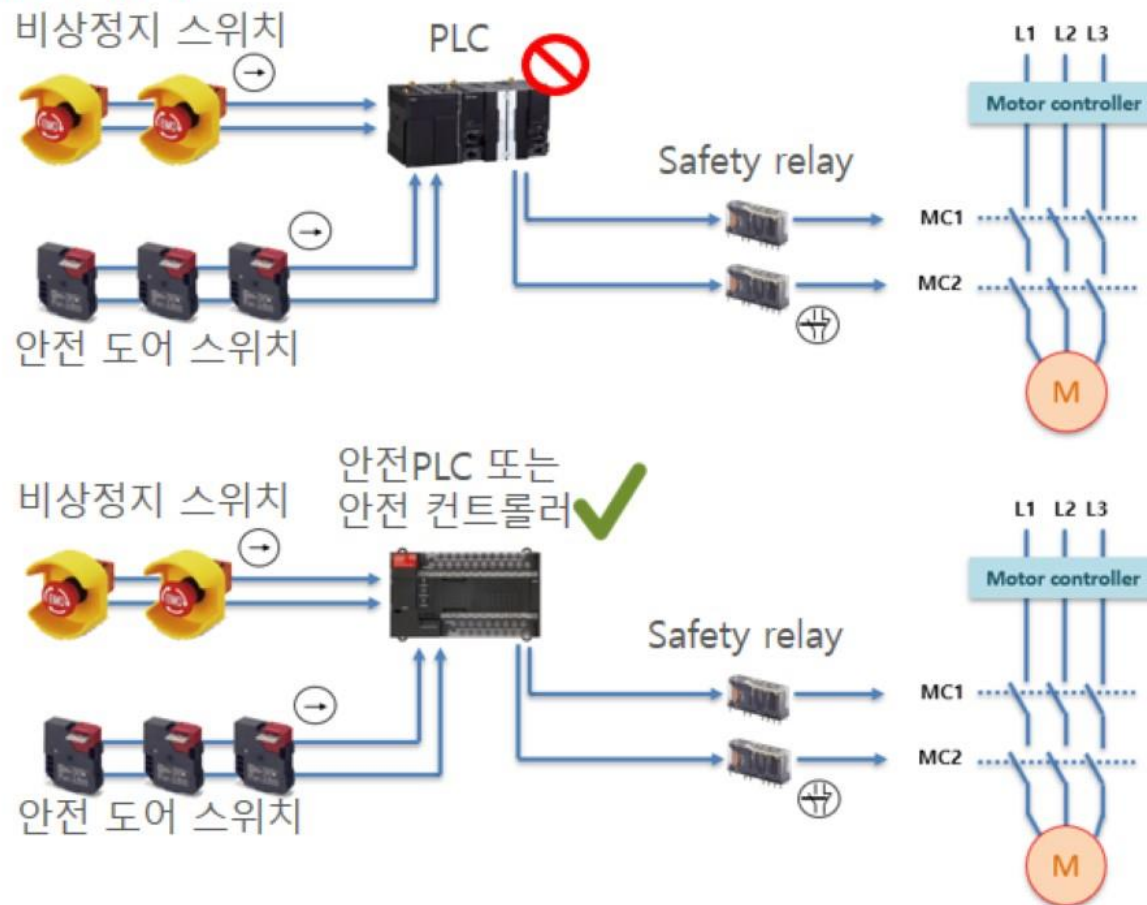 비상정지 스위치
PLC
L1 L2 L3
Motor controller
Safety relay
MC1
MC2
안전 도어 스위치
M
안전PLC 또는
안전 컨트롤러
비상정지 스위치
L1 L2 L3
Motor controller
Safety relay
MC1
MC2
안전 도어 스위치
M